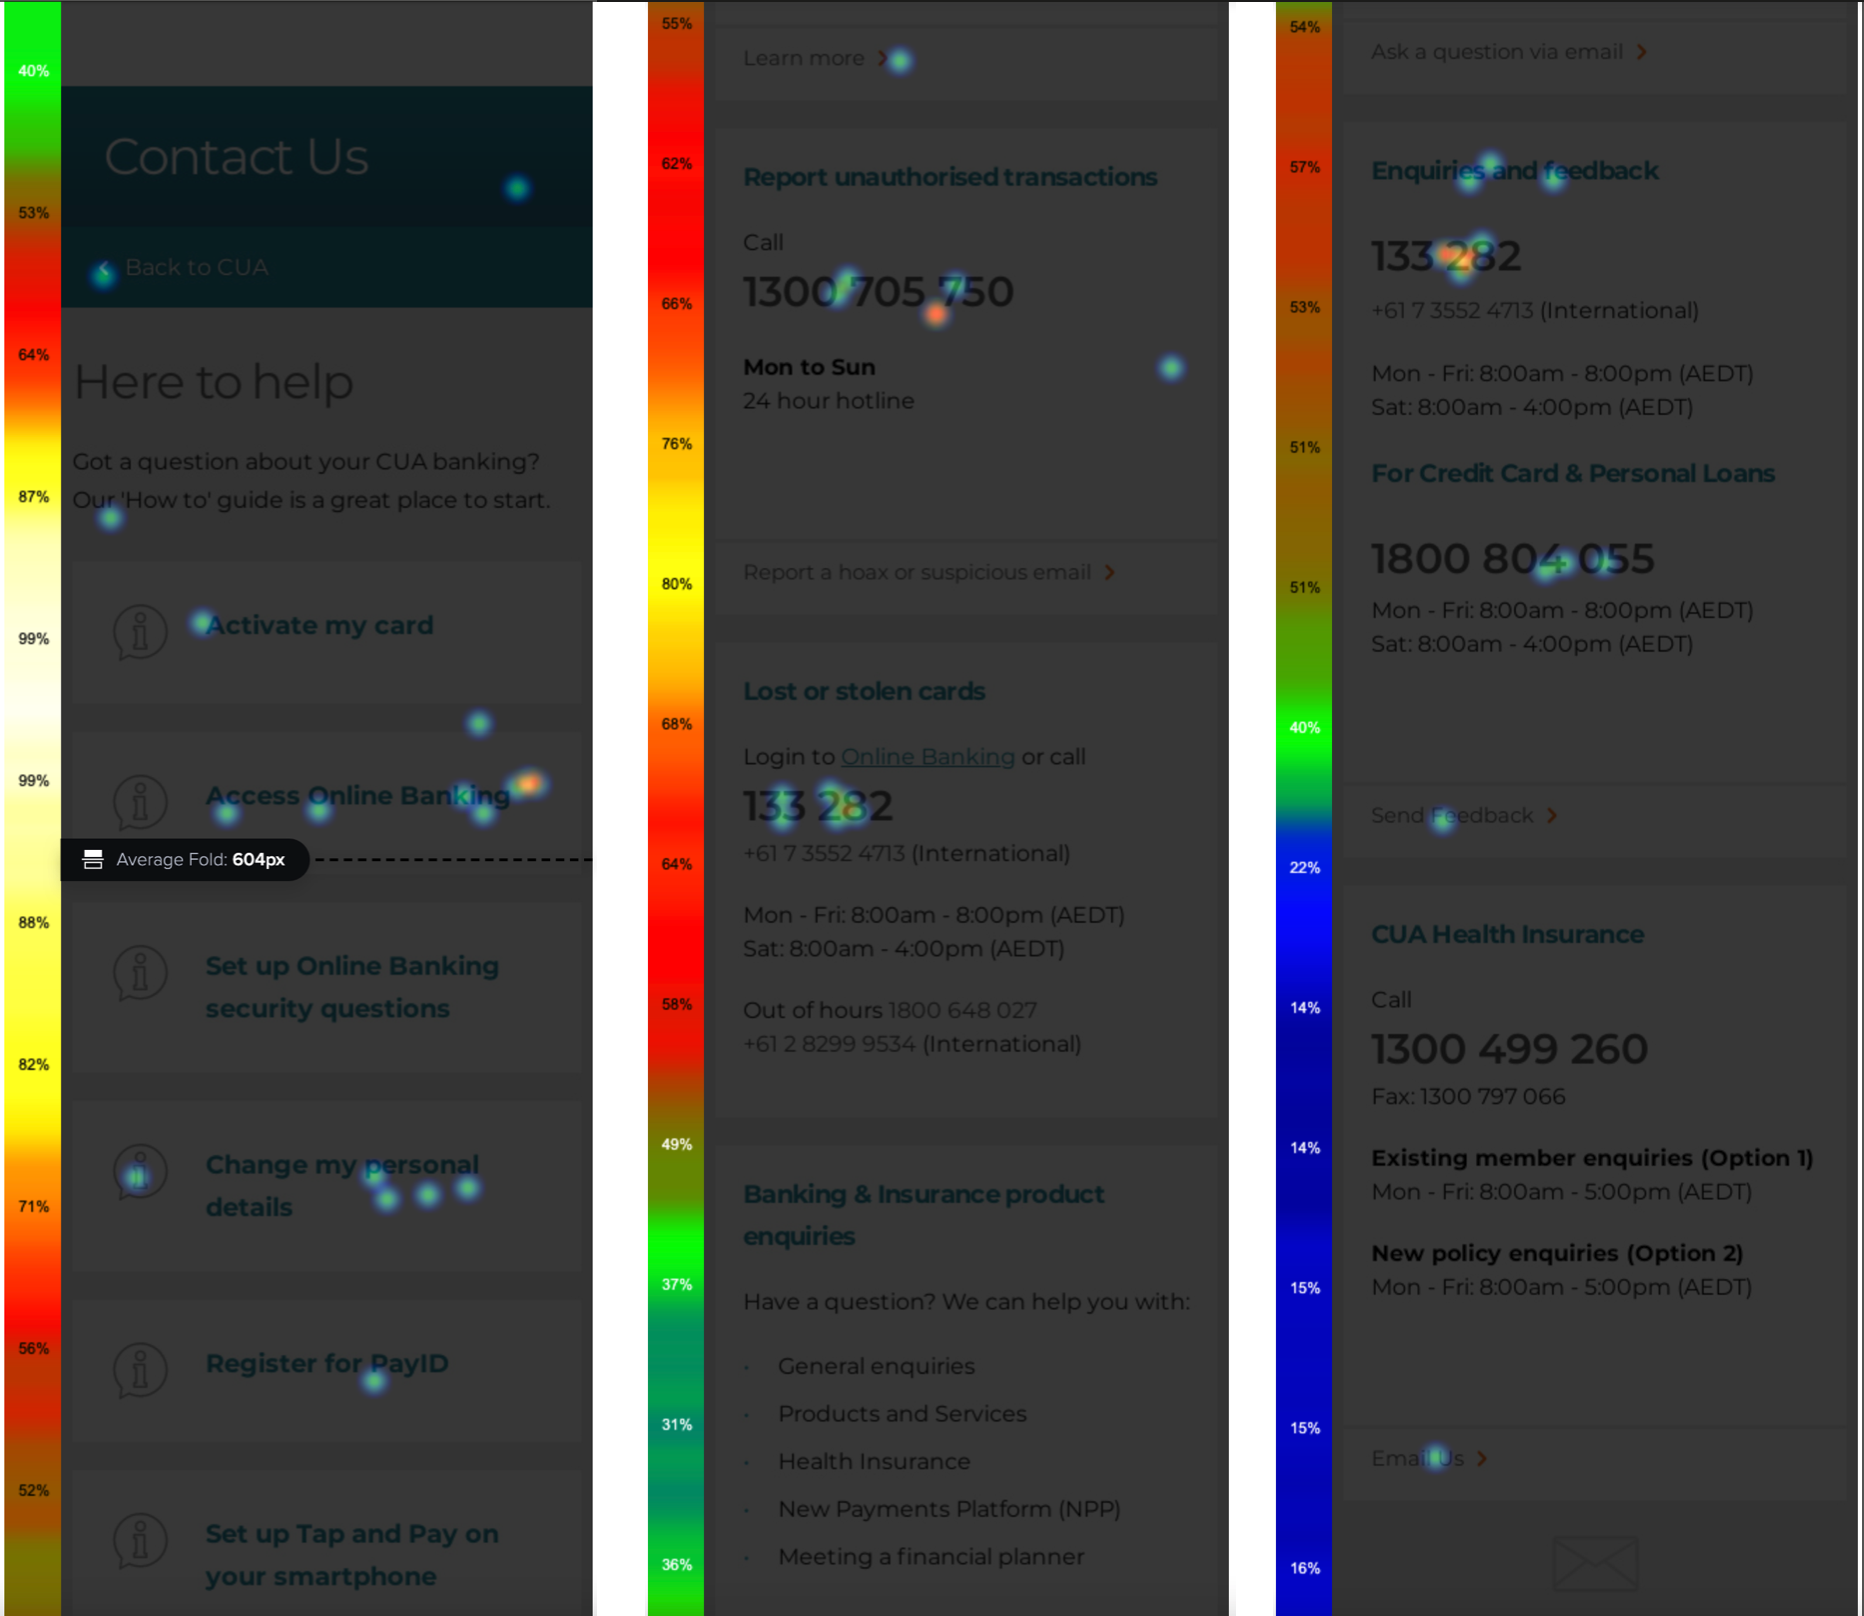 40%
Contact Us
53%
Back to CUA
64%
Here to help
Got a question about your CUA banking?
87%
Our 'How to' guide is a great place to start.
99%
Activate my card
99%
Access Online Banking
Average Fold: 604px
88%
Set up Online Banking
security questions
82%
Change my personal
71%
details
56%
Register for PayID
52%
Set up Tap and Pay on
your smartphone
55%
Learn more
62%
Report unauthorised transactions
Call
66%
1300 705 750
Mon to Sun
24 hour hotline
76%
80%
Report a hoax or suspicious email
Lost or stolen cards
68%
Login to Online Banking or call
133 282
64%
+61 7 3552 4713 (International)
Mon - Fri: 8:00am - 8:00pm (AEDT)
Sat: 8:00am - 4:00pm (AEDT)
58%
Out of hours 1800 648 027
+61 2 8299 9534 (International)
49%
Banking & Insurance product
enquiries
37%
Have a question? We can help you with:
General enquiries
31%
Products and Services
Health Insurance
New Payments Platform (NPP)
36%
Meeting a financial planner
54%
Ask a question via email
57%
Enquiries and feedback
133 282
53%
+61 7 3552 4713 (International)
Mon - Fri: 8:00am - 8:00pm (AEDT)
Sat: 8:00am - 4:00pm (AEDT)
51%
For Credit Card & Personal Loans
1800 804 055
51%
Mon - Fri: 8:00am - 8:00pm (AEDT)
Sat: 8:00am - 4:00pm (AEDT)
40%
Send Feedback
22%
CUA Health Insurance
14%
Call
1300 499 260
Fax: 1300 797 066
14%
Existing member enquiries (Option 1)
Mon - Fri: 8:00am - 5:00pm (AEDT)
New policy enquiries (Option 2)
15%
Mon - Fri: 8:00am - 5:00pm (AEDT)
15%
Email Us
16%